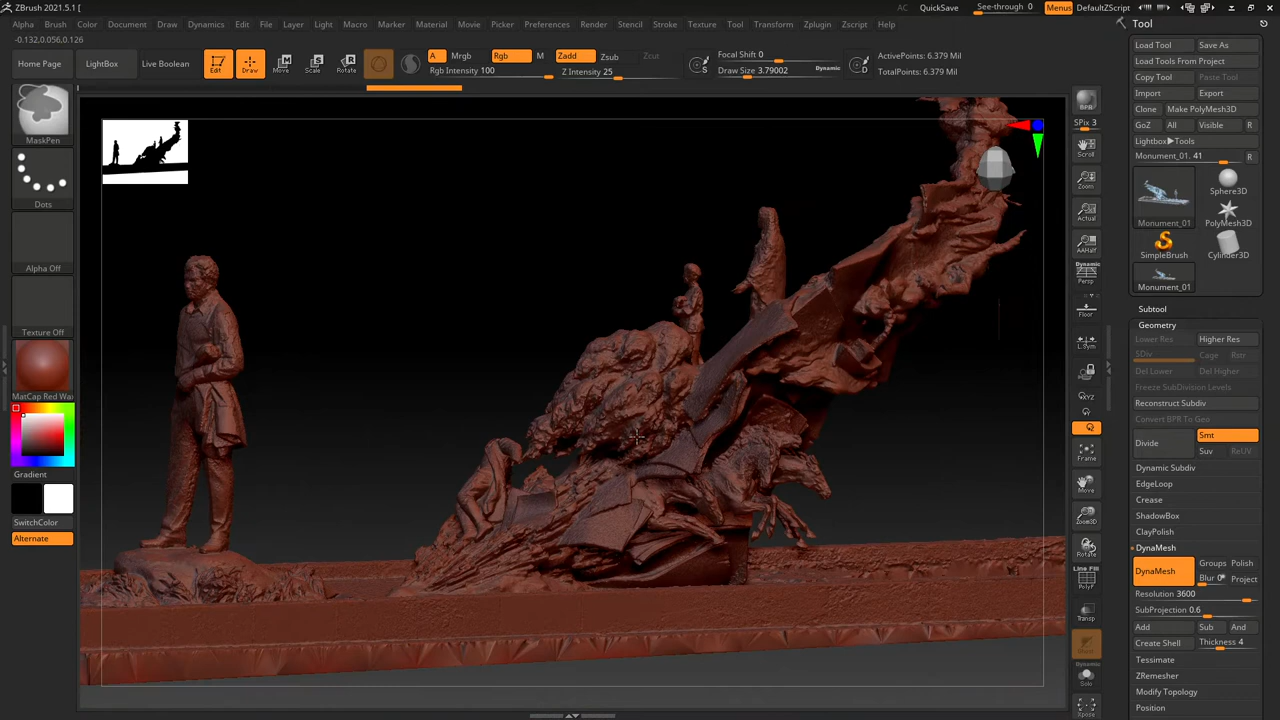 ZBrush 2021.5.1 [
AC QuickSave See-through 0 Menus DefaultZScript
Alpha Brush Color Document Draw Dynamics Edit File Layer Light Macro Marker Material Movie Picker Preferences Render Stencil Stroke Texture Tool Transform Zplugin Zscript Help
-0.132,0.056,0.126
Home Page LightBox Live Boolean Edit Draw Move Scale Rotate
A Mrgb Rgb M Zadd Zsub Zcut
Rgb Intensity 100 Z Intensity 25
Focal Shift 0
Draw Size 3.79002 Dynamic
S D
ActivePoints: 6.379 Mil
TotalPoints: 6.379 Mil
MaskPen
Dots
Alpha Off
Texture Off
MatCap Red Wa
Gradient
SwitchColor
Alternate
BPR
SPix 3
Scroll
Zoom
Actual
AAHalf
Dynamic
Persp
Floor
L.Sym
XYZ
Frame
Move
Zoom3D
Rotate
Line Fill
PolyF
Transp
Dynamic
Solo
Xpose
Tool
Load Tool Save As
Load Tools From Project
Copy Tool Paste Tool
Import Export
Clone Make PolyMesh3D
GoZ All Visible R
Lightbox▶Tools
Monument_01. 41 R
Monument_01 Sphere3D
PolyMesh3D
SimpleBrush Cylinder3D
Monument_01
Subtool
Geometry
Lower Res Higher Res
SDiv Cage Rstr
Del Lower Del Higher
Freeze SubDivision Levels
Reconstruct Subdiv
Convert BPR To Geo
Divide Smt
Suv ReUV
Dynamic Subdiv
EdgeLoop
Crease
ShadowBox
ClayPolish
DynaMesh
DynaMesh Groups Polish
Blur 0 Project
Resolution 3600
SubProjection 0.6
Add Sub And
Create Shell Thickness 4
Tessimate
ZRemesher
Modify Topology
Position